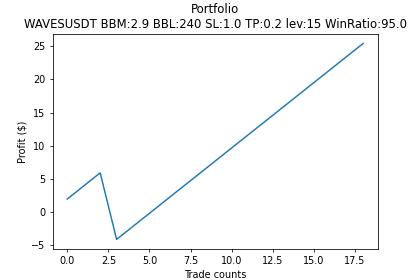 Portfolio
WAVESUSDT BBM:2.9 BBL:240 SL:1.0 TP:0.2 lev:15 WinRatio:95.0
25
20
15
10
5
0
−5
Profit ($)
0.0 2.5 5.0 7.5 10.0 12.5 15.0 17.5
Trade counts